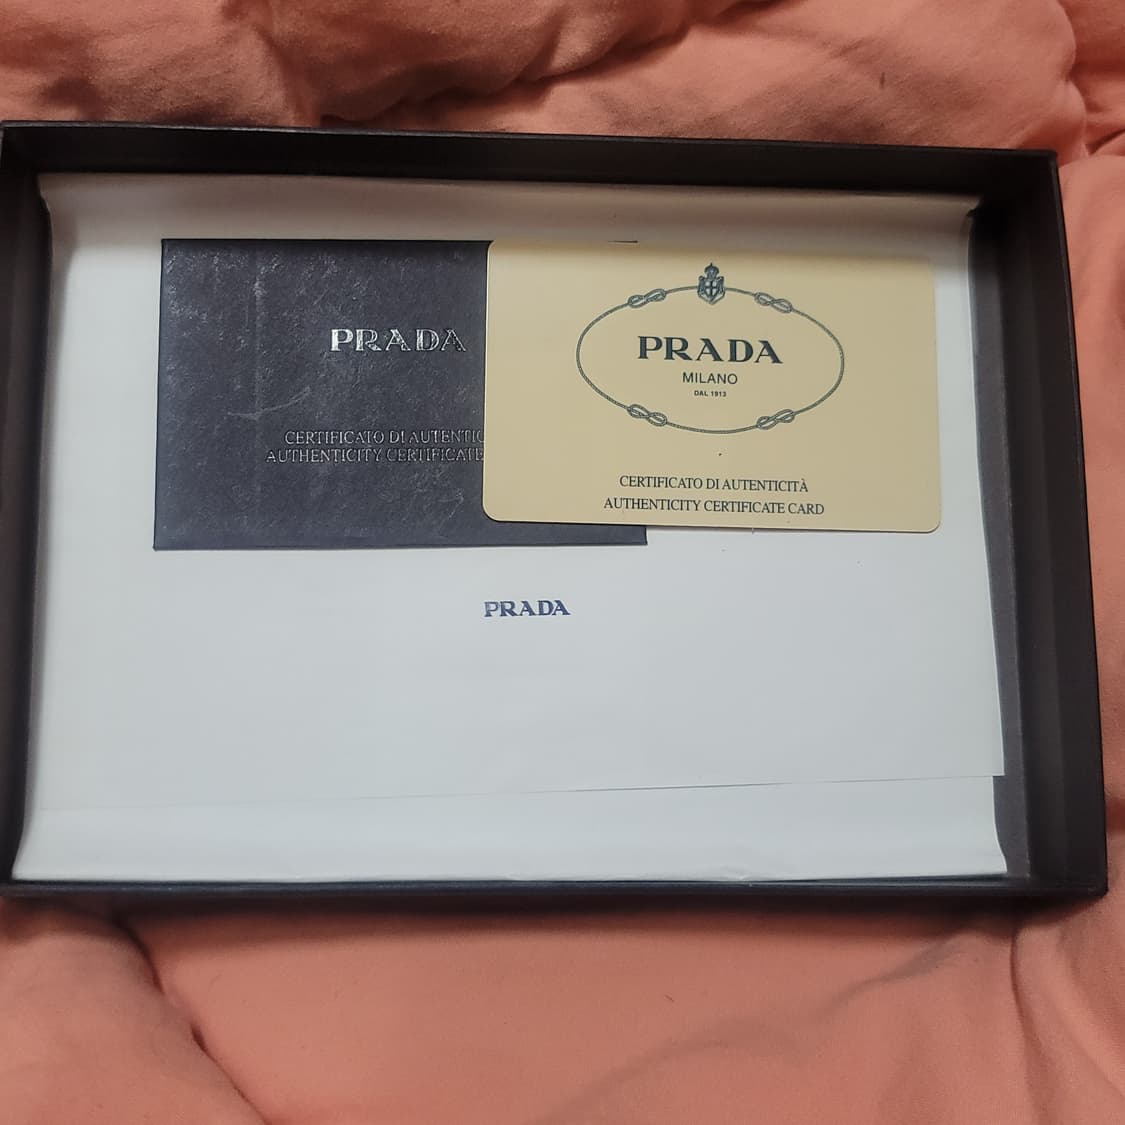 PRADA
CERTIFICATO DI AUTENTIC
AUTHENTICITY CERTIFICATE
PRADA
MILANO
DAL 1913
CERTIFICATO DI AUTENTICITÀ
AUTHENTICITY CERTIFICATE CARD
PRADA